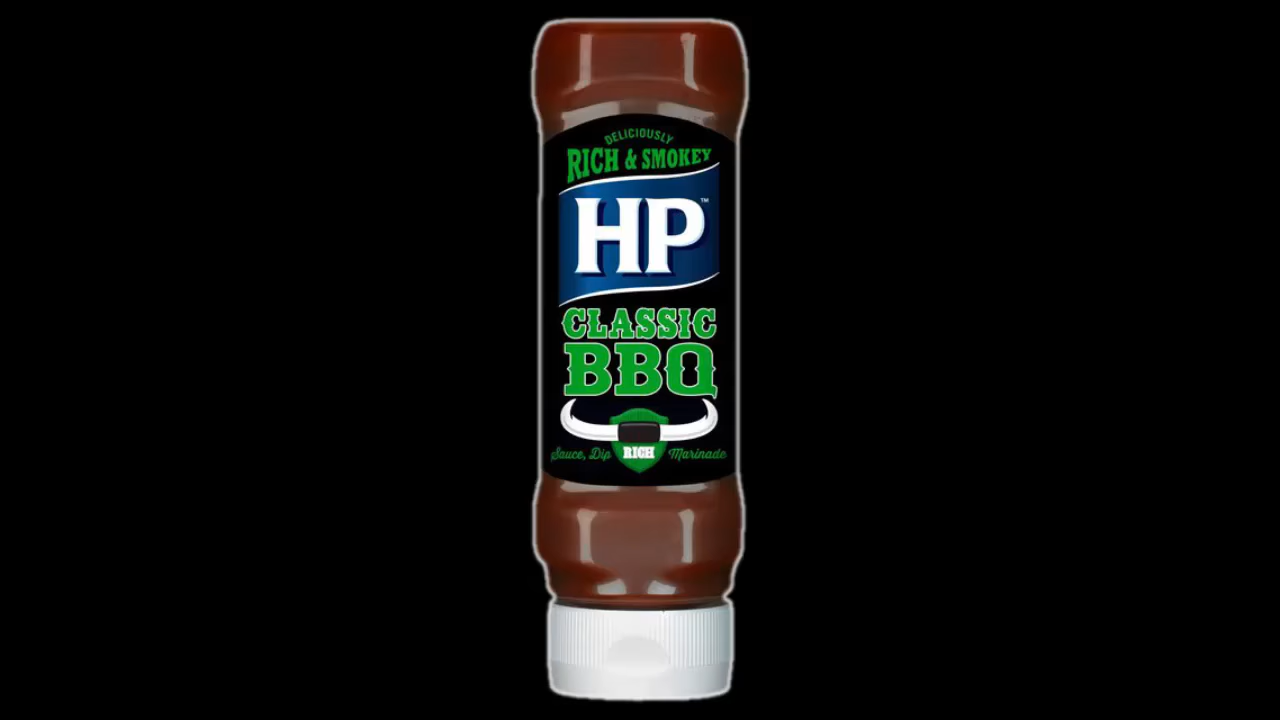 DELICIOUSLY
RICH & SMOKEY
HP™
CLASSIC
BBQ
Sauce, Dip RICH Marinade